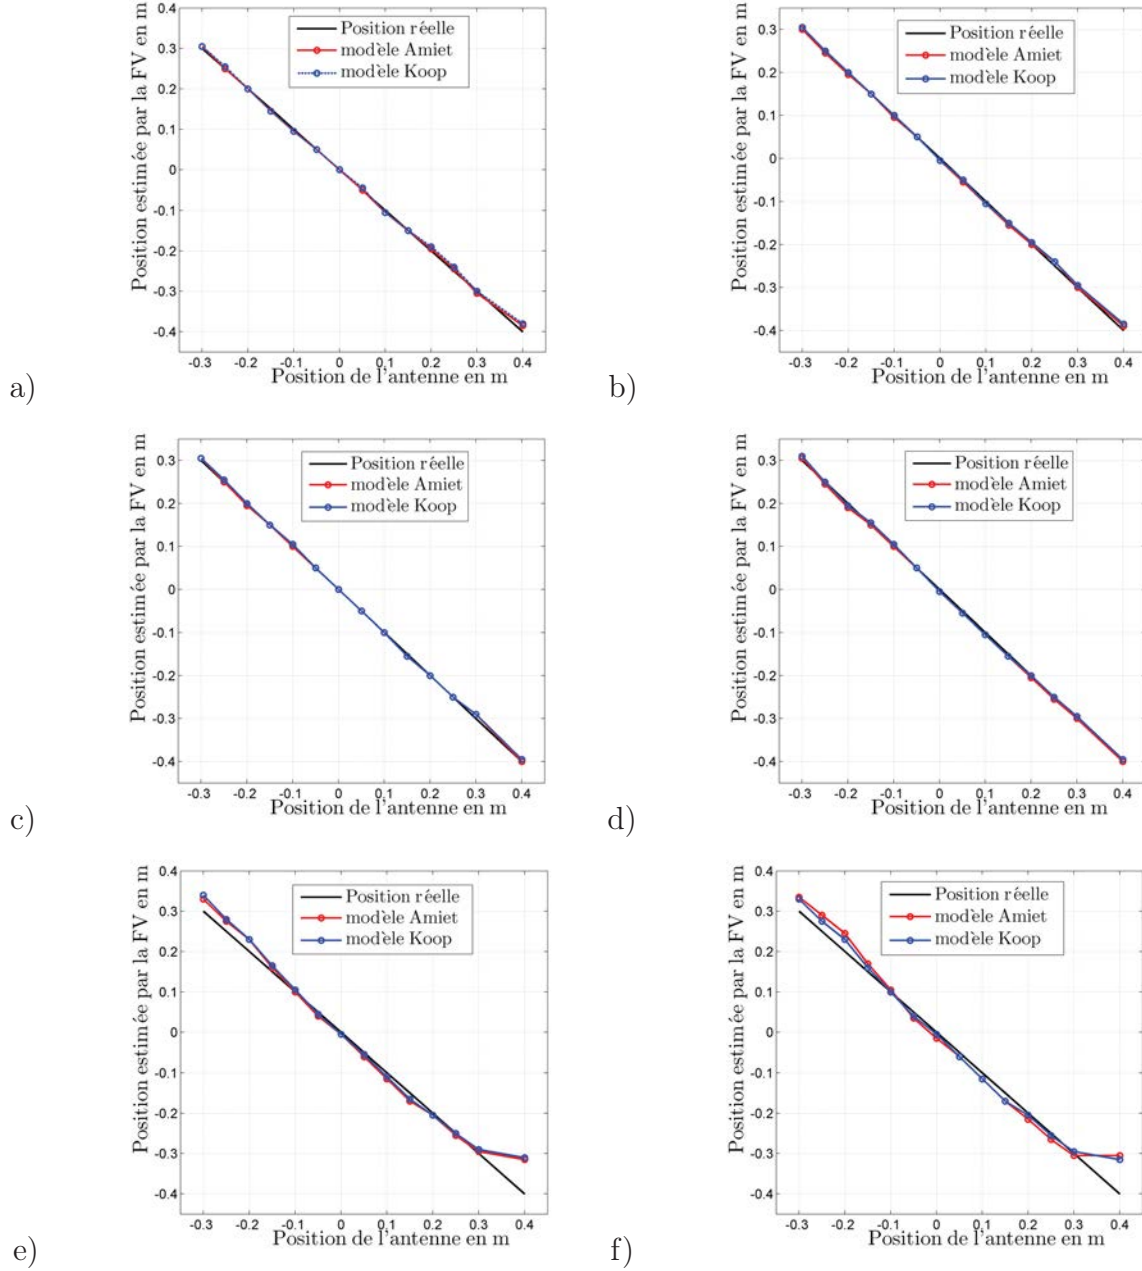 Position estimée par la FV en m
Position réelle
modèle Amiet
modèle Koop
0.3
0.2
0.1
0
-0.1
-0.2
-0.3
-0.4
-0.3 -0.2 -0.1 0 0.1 0.2 0.3 0.4
Position de l'antenne en m
a)
Position estimée par la FV en m
Position réelle
modèle Amiet
modèle Koop
0.3
0.2
0.1
0
-0.1
-0.2
-0.3
-0.4
-0.3 -0.2 -0.1 0 0.1 0.2 0.3 0.4
Position de l'antenne en m
b)
Position estimée par la FV en m
Position réelle
modèle Amiet
modèle Koop
0.3
0.2
0.1
0
-0.1
-0.2
-0.3
-0.4
-0.3 -0.2 -0.1 0 0.1 0.2 0.3 0.4
Position de l'antenne en m
c)
Position estimée par la FV en m
Position réelle
modèle Amiet
modèle Koop
0.3
0.2
0.1
0
-0.1
-0.2
-0.3
-0.4
-0.3 -0.2 -0.1 0 0.1 0.2 0.3 0.4
Position de l'antenne en m
d)
Position estimée par la FV en m
Position réelle
modèle Amiet
modèle Koop
0.4
0.3
0.2
0.1
0
-0.1
-0.2
-0.3
-0.4
-0.3 -0.2 -0.1 0 0.1 0.2 0.3 0.4
Position de l'antenne en m
e)
Position estimée par la FV en m
Position réelle
modèle Amiet
modèle Koop
0.4
0.3
0.2
0.1
0
-0.1
-0.2
-0.3
-0.4
-0.3 -0.2 -0.1 0 0.1 0.2 0.3 0.4
Position de l'antenne en m
f)